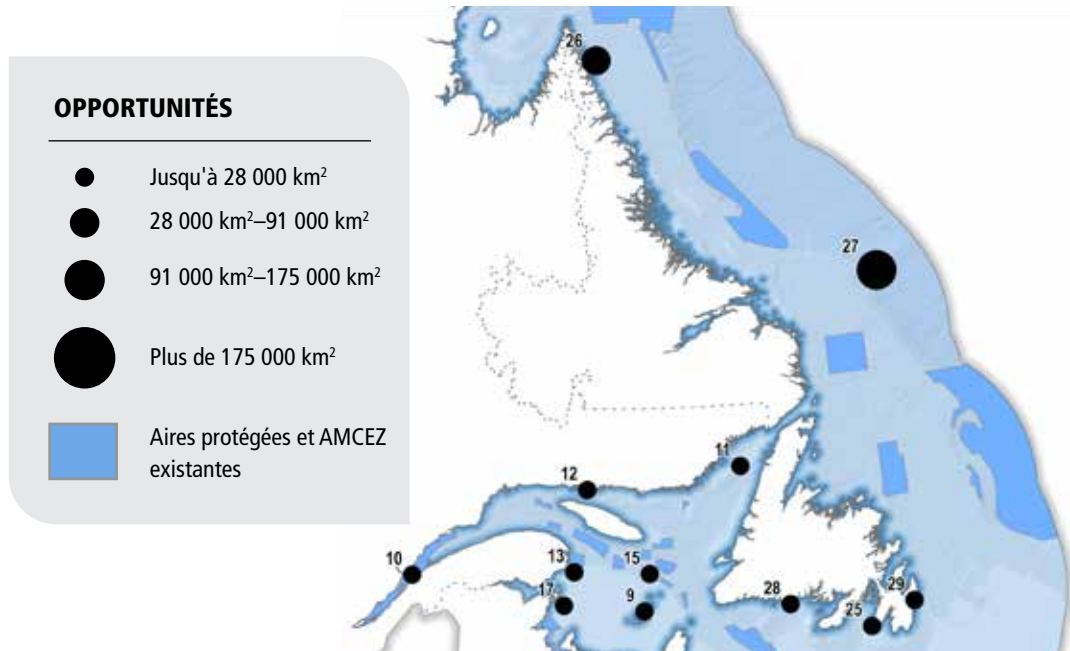 OPPORTUNITÉS
Jusqu'à 28 000 km²
28 000 km²–91 000 km²
91 000 km²–175 000 km²
Plus de 175 000 km²
Aires protégées et AMCEZ
existantes
26
27
11
12
10
13
15
17
9
28
25
29